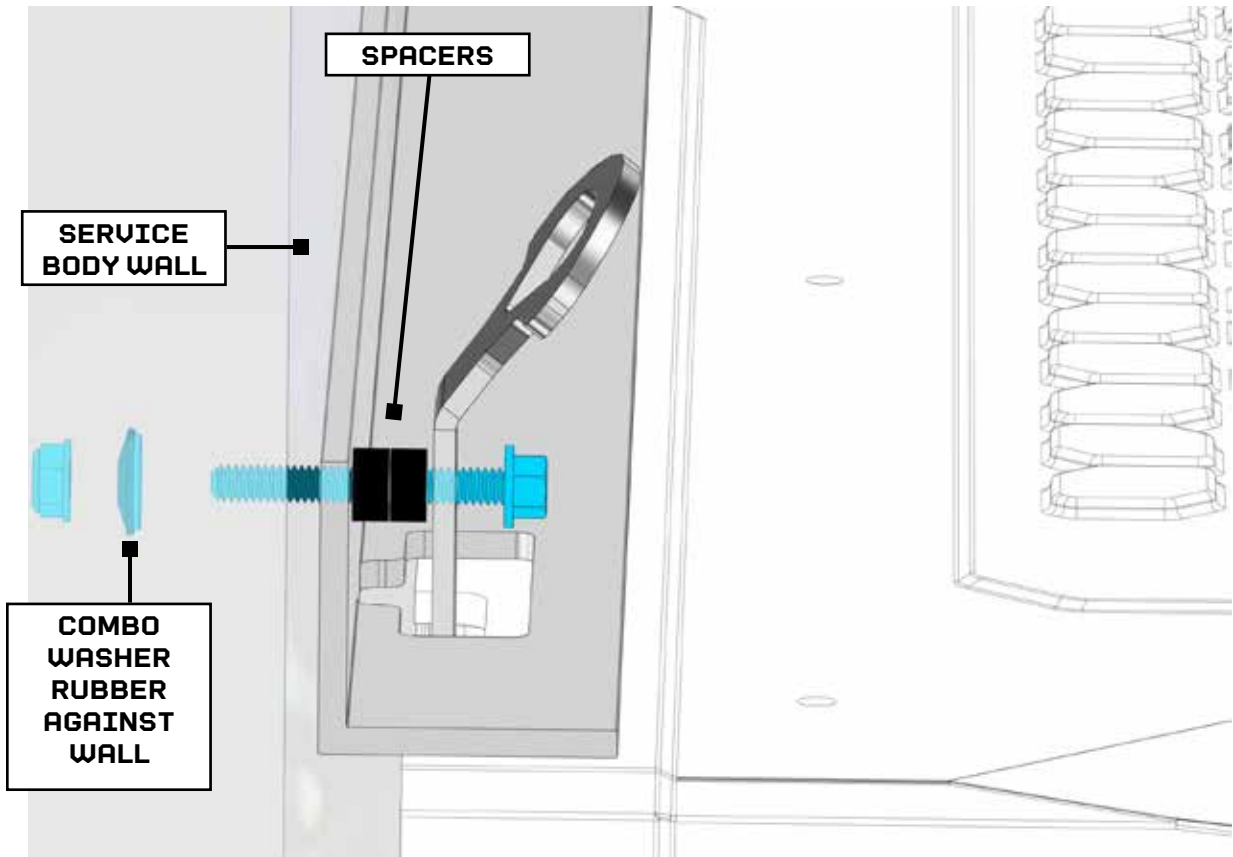 SPACERS
SERVICE
BODY WALL
COMBO
WASHER
RUBBER
AGAINST
WALL